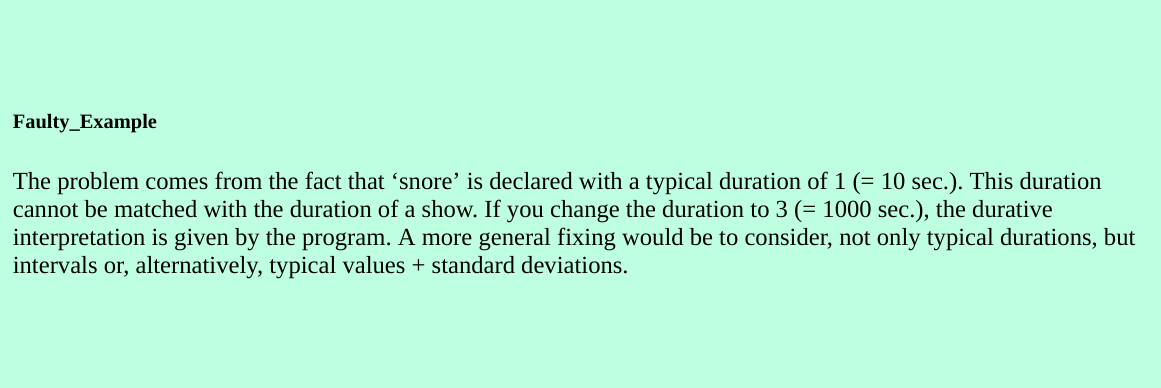 Faulty_Example
The problem comes from the fact that ‘snore’ is declared with a typical duration of 1 (= 10 sec.). This duration
cannot be matched with the duration of a show. If you change the duration to 3 (= 1000 sec.), the durative
interpretation is given by the program. A more general fixing would be to consider, not only typical durations, but
intervals or, alternatively, typical values + standard deviations.